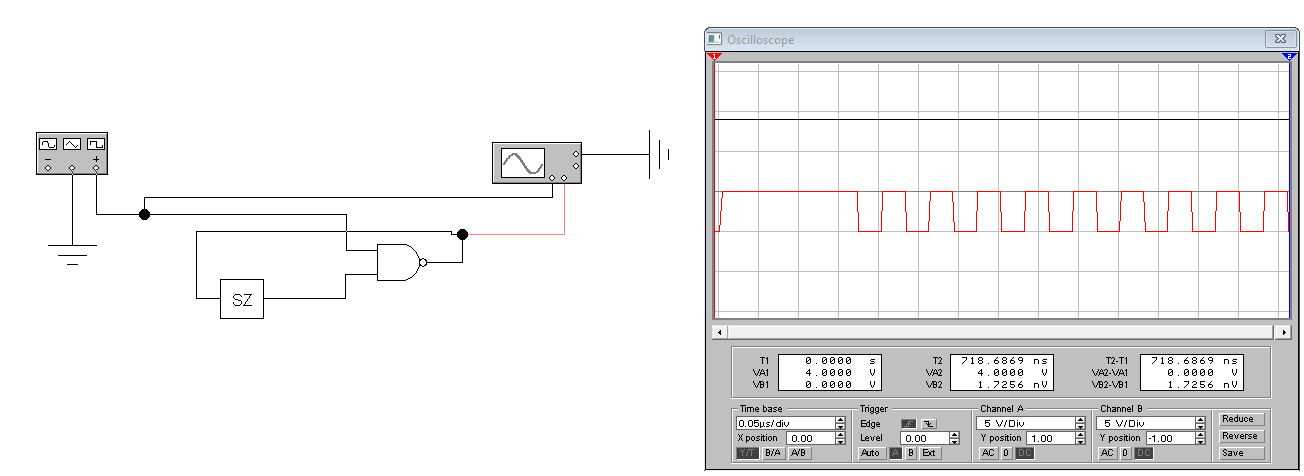 Oscilloscope
1
2
- +
SZ
T1 0.0000 s T2 718.6869 ns T2-T1 718.6869 ns
VA1 4.0000 V VA2 4.0000 V VA2-VA1 0.0000 V
VB1 0.0000 V VB2 1.7256 nV VB2-VB1 1.7256 nV
Time base Trigger Channel A Channel B
0.05µs/div Edge 5 V/Div 5 V/Div Reduce
X position 0.00 Level 0.00 Y position 1.00 Y position -1.00 Reverse
Y/T B/A A/B Auto A B Ext AC 0 DC AC 0 DC Save